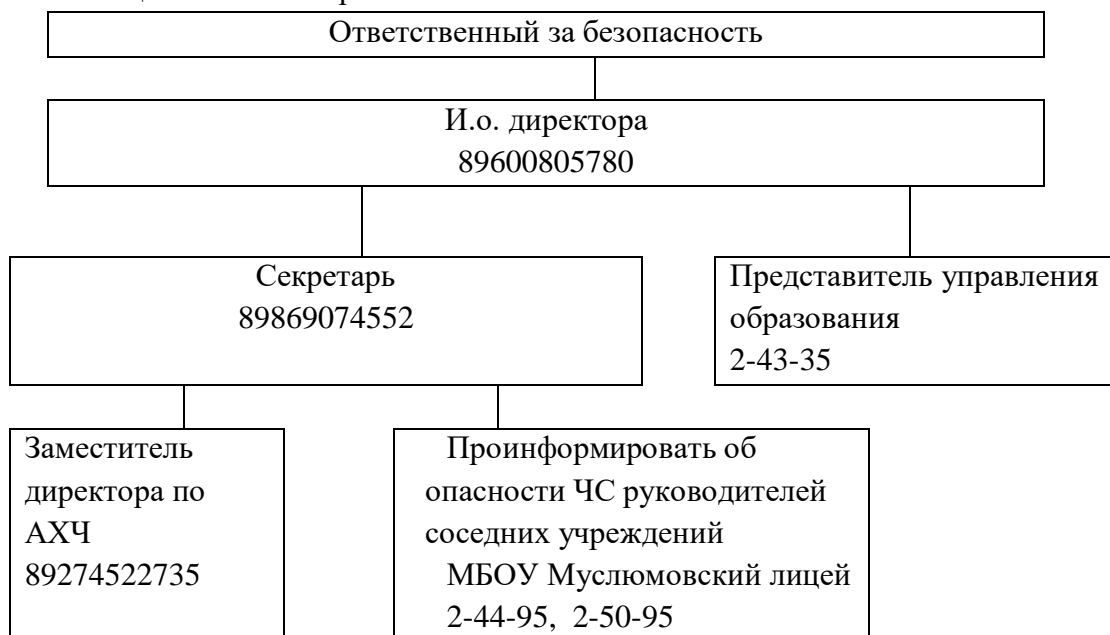 Ответственный за безопасность
И.о. директора
89600805780
Секретарь
89869074552
Представитель управления
образования
2-43-35
Заместитель
директора по
АХЧ
89274522735
Проинформировать об
опасности ЧС руководителей
соседних учреждений
МБОУ Муслюмовский лицей
2-44-95, 2-50-95